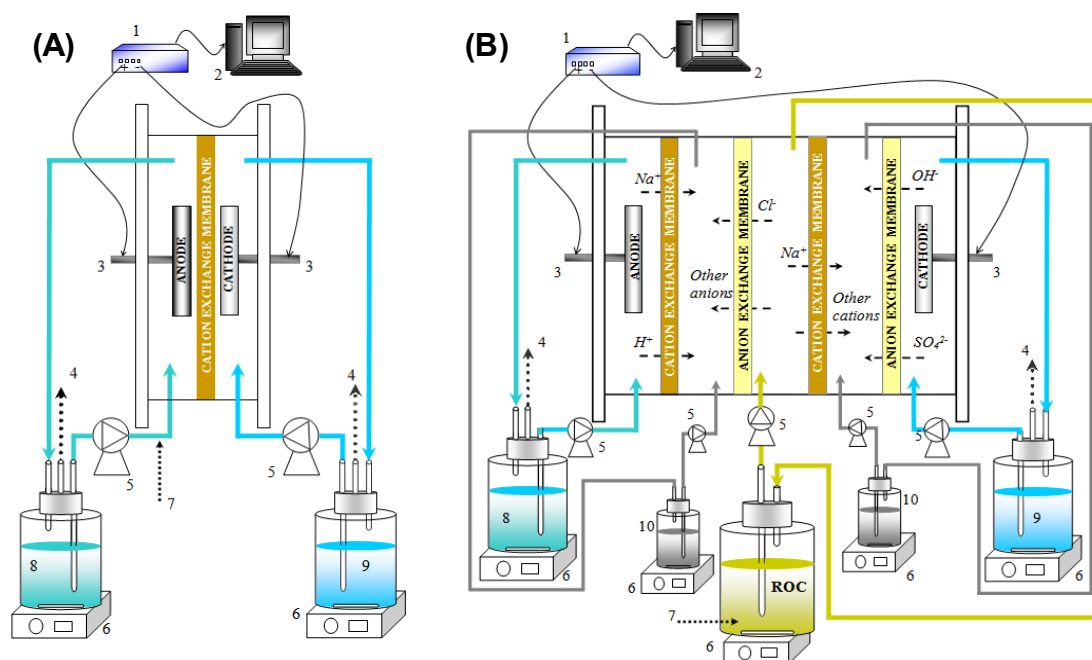 (A)
1
2
3
3
ANODE
CATION EXCHANGE MEMBRANE
CATHODE
+ -
4
4
5
5
7
8
9
6
6
(B)
1
2
+ -
3
3
ANODE
CATION EXCHANGE MEMBRANE
ANION EXCHANGE MEMBRANE
CATION EXCHANGE MEMBRANE
ANION EXCHANGE MEMBRANE
CATHODE
Na⁺
Cl⁻
Na⁺
OH⁻
Other
anions
Other
cations
H⁺
SO₄²⁻
4
4
5
5
5
5
5
8
10
10
9
6
6
6
6
ROC
7
6